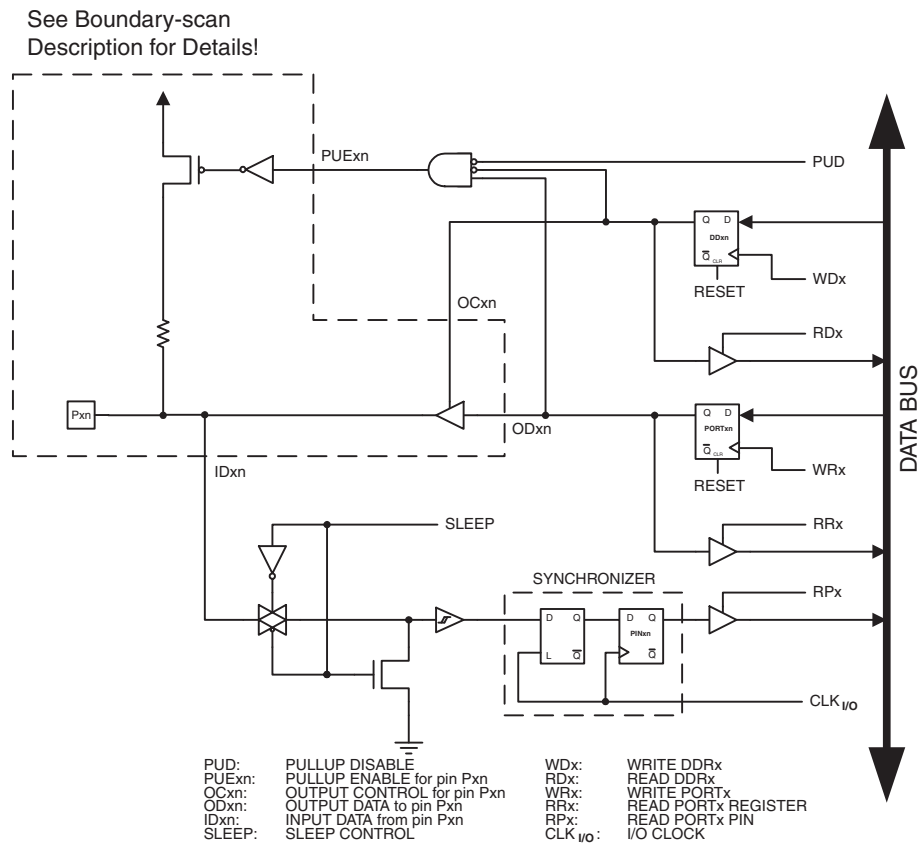 See Boundary-scan
Description for Details!
PUExn
PUD
Q D
DDxn
Q CLR
WDx
RESET
OCxn
RDx
DATA BUS
Pxn
ODxn
Q D
PORTxn
Q CLR
IDxn
WRx
RESET
SLEEP
RRx
SYNCHRONIZER
RPx
D Q
L Q
D Q
PINxn
Q
CLK I/O
PUD: PULLUP DISABLE
PUExn: PULLUP ENABLE for pin Pxn
OCxn: OUTPUT CONTROL for pin Pxn
ODxn: OUTPUT DATA to pin Pxn
IDxn: INPUT DATA from pin Pxn
SLEEP: SLEEP CONTROL
WDx: WRITE DDRx
RDx: READ DDRx
WRx: WRITE PORTx
RRx: READ PORTx REGISTER
RPx: READ PORTx PIN
CLK I/O: I/O CLOCK